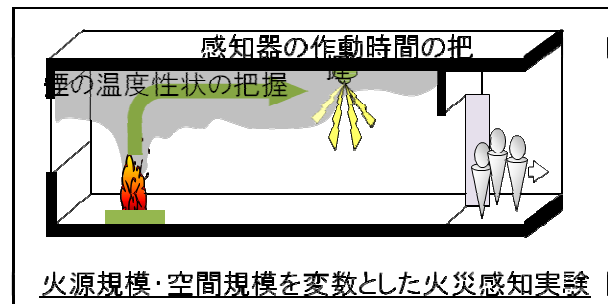 感知器の作動時間の把
握
煙の温度性状の把握
火源規模・空間規模を変数とした火災感知実験